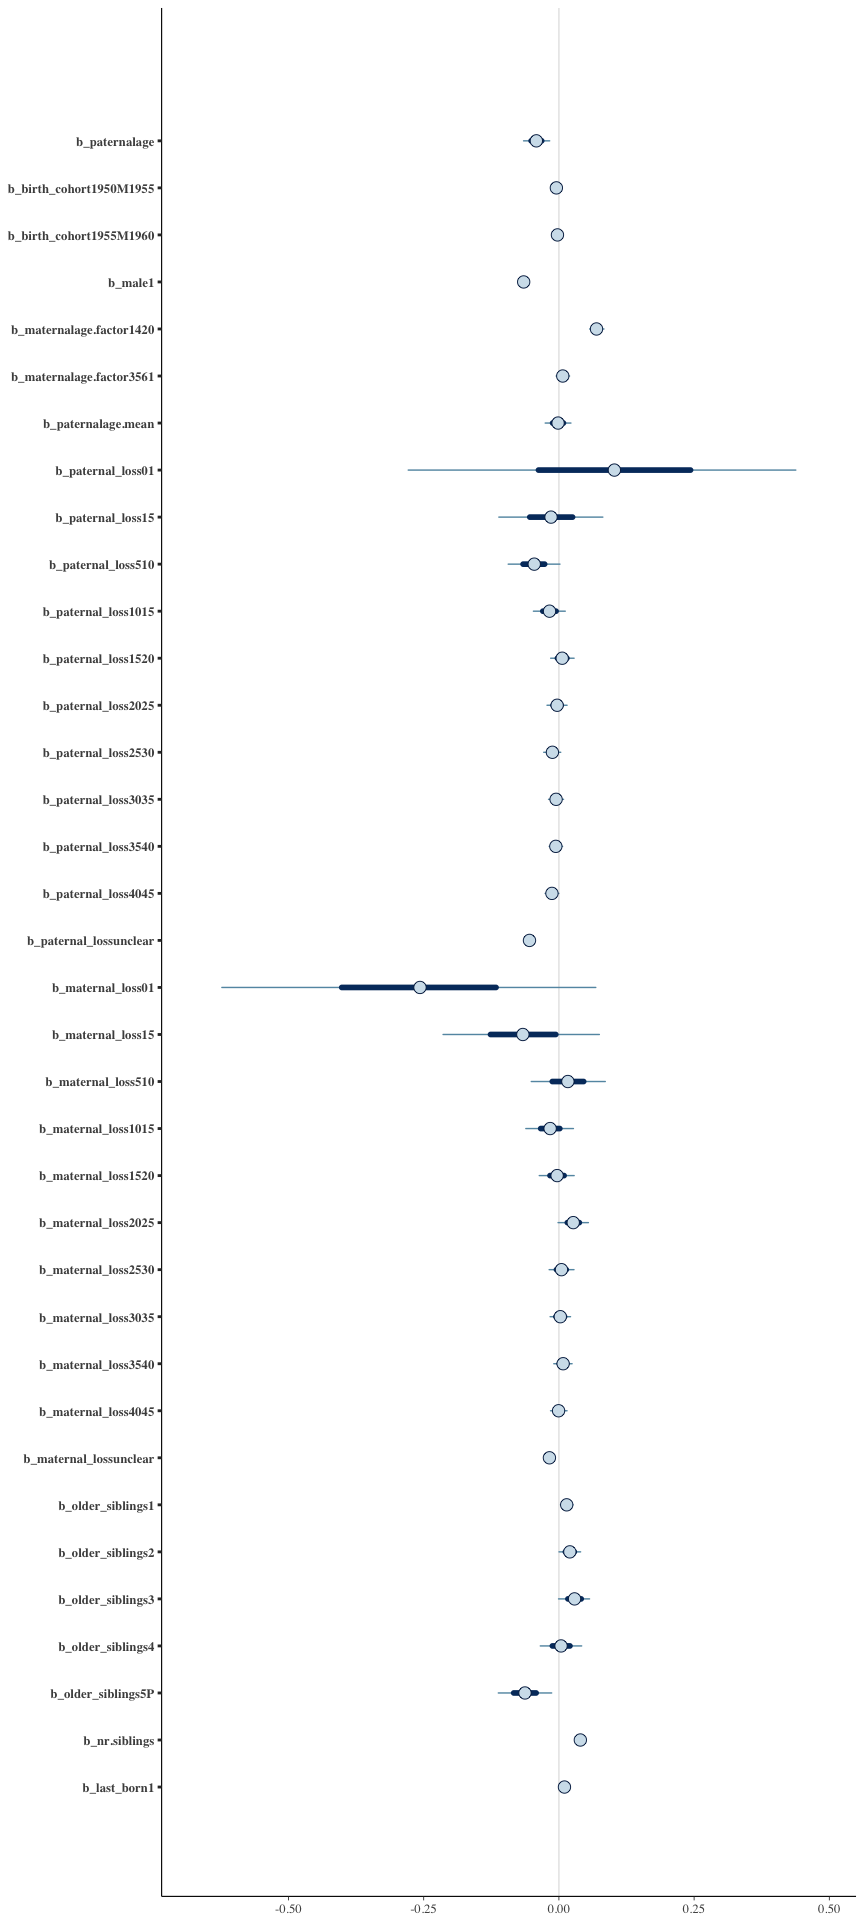 b_paternalage
b_birth_cohort1950M1955
b_birth_cohort1955M1960
b_male1
b_maternalage.factor1420
b_maternalage.factor3561
b_paternalage.mean
b_paternal_loss01
b_paternal_loss15
b_paternal_loss510
b_paternal_loss1015
b_paternal_loss1520
b_paternal_loss2025
b_paternal_loss2530
b_paternal_loss3035
b_paternal_loss3540
b_paternal_loss4045
b_paternal_lossunclear
b_maternal_loss01
b_maternal_loss15
b_maternal_loss510
b_maternal_loss1015
b_maternal_loss1520
b_maternal_loss2025
b_maternal_loss2530
b_maternal_loss3035
b_maternal_loss3540
b_maternal_loss4045
b_maternal_lossunclear
b_older_siblings1
b_older_siblings2
b_older_siblings3
b_older_siblings4
b_older_siblings5P
b_nr.siblings
b_last_born1
-0.50 -0.25 0.00 0.25 0.50